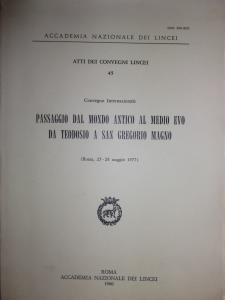 ACCADEMIA NAZIONALE DEI LINCEI
ATTI DEI CONVEGNI LINCEI
45
Convegno Internazionale
PASSAGGIO DAL MONDO ANTICO AL MEDIO EVO
DA TEODOSIO A SAN GREGORIO MAGNO
(Roma, 25-28 maggio 1977)
ROMA
ACCADEMIA NAZIONALE DEI LINCEI
1980